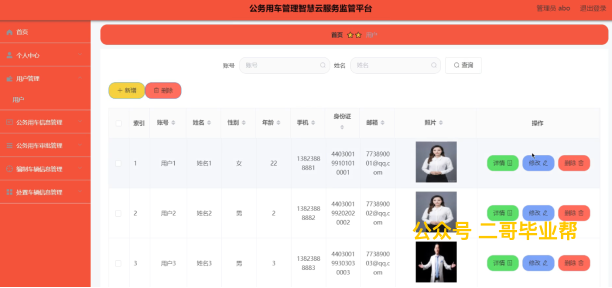 公务用车管理智慧云服务监管平台
管理员 abo 退出登录
首页
首页 用户
个人中心
用户管理
用户
公务用车信息管理
公务用车审批管理
编制车辆信息管理
处置车辆信息管理
账号 账号 姓名 姓名 查询
+ 新增 删除
索引 账号 姓名 性别 年龄 手机 身份证 邮箱 照片 操作
1 用户1 姓名1 女 22 13823888881 440300199101010001 773890001@qq.com 详情 修改 删除
2 用户2 姓名2 男 2 13823888882 440300199202020002 773890002@qq.com 详情 修改 删除
3 用户3 姓名3 男 3 13823888883 440300199303030003 773890003@qq.com 详情 修改 删除
公众号 二哥毕业帮